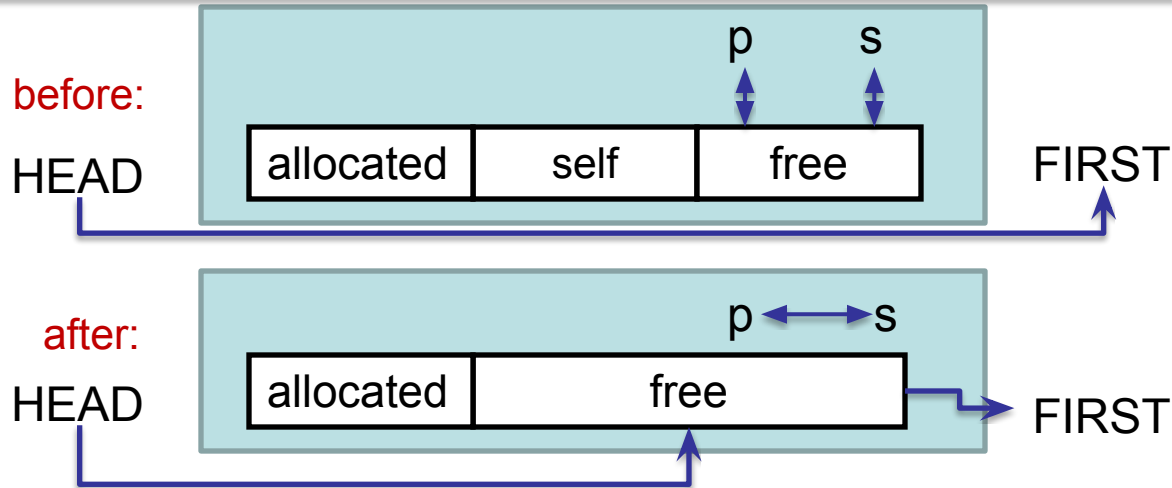 before:
p s
HEAD allocated self free FIRST
after:
p s
HEAD allocated free FIRST